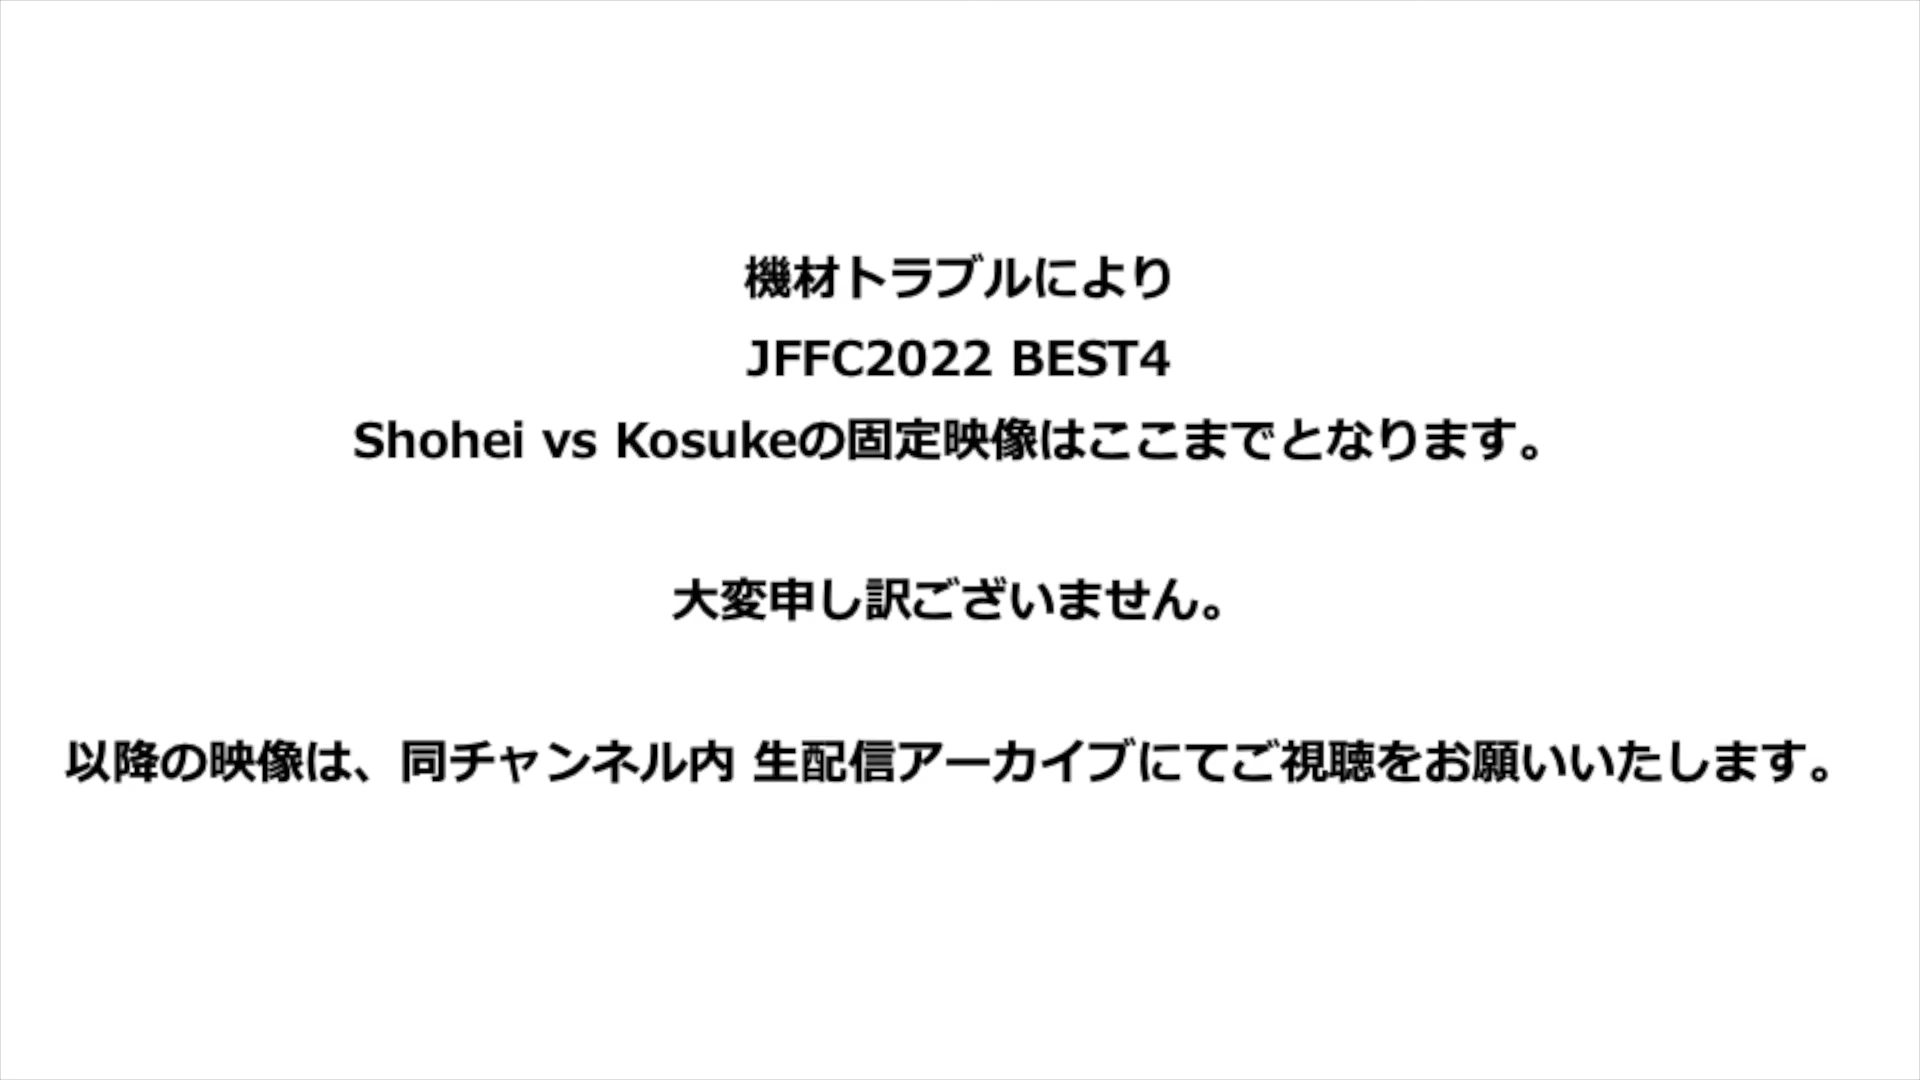 機材トラブルにより
JFFC2022 BEST4
Shohei vs Kosukeの固定映像はここまでとなります。
大変申し訳ございません。
以降の映像は、同チャンネル内 生配信アーカイブにてご視聴をお願いいたします。